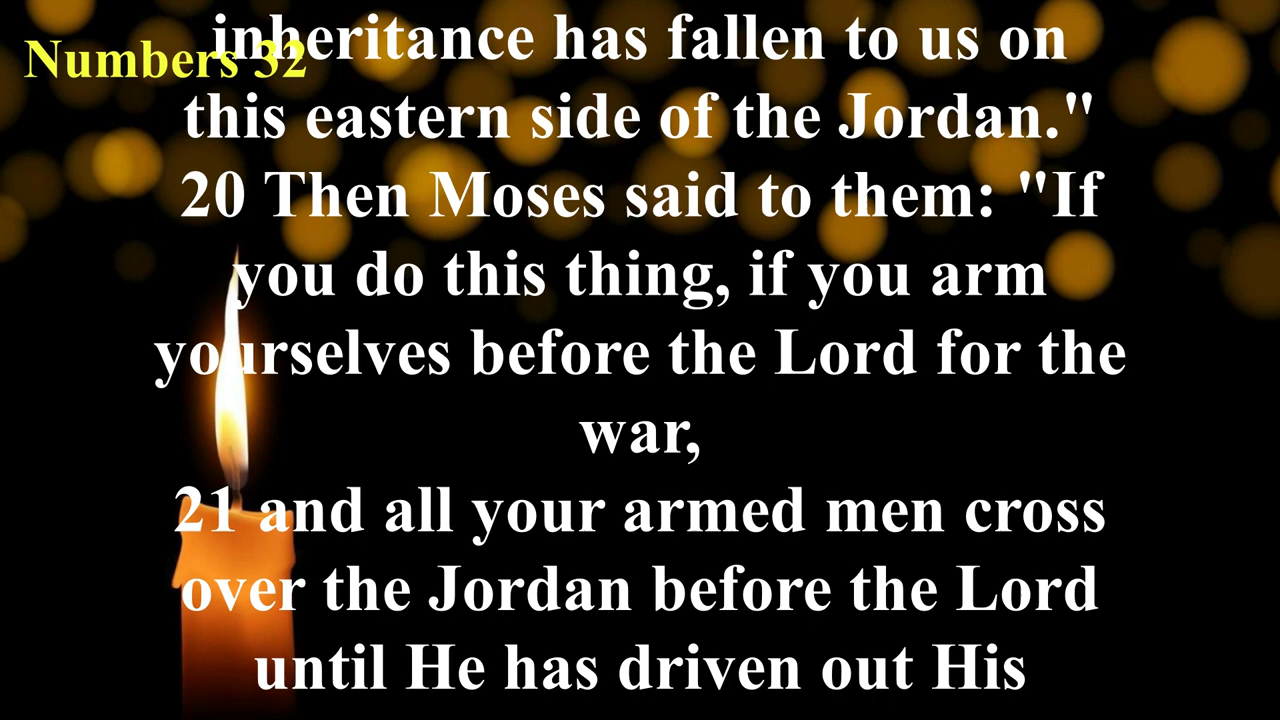 Numbers 32
inheritance has fallen to us on
this eastern side of the Jordan."
20 Then Moses said to them: "If
you do this thing, if you arm
yourselves before the Lord for the
war,
21 and all your armed men cross
over the Jordan before the Lord
until He has driven out His